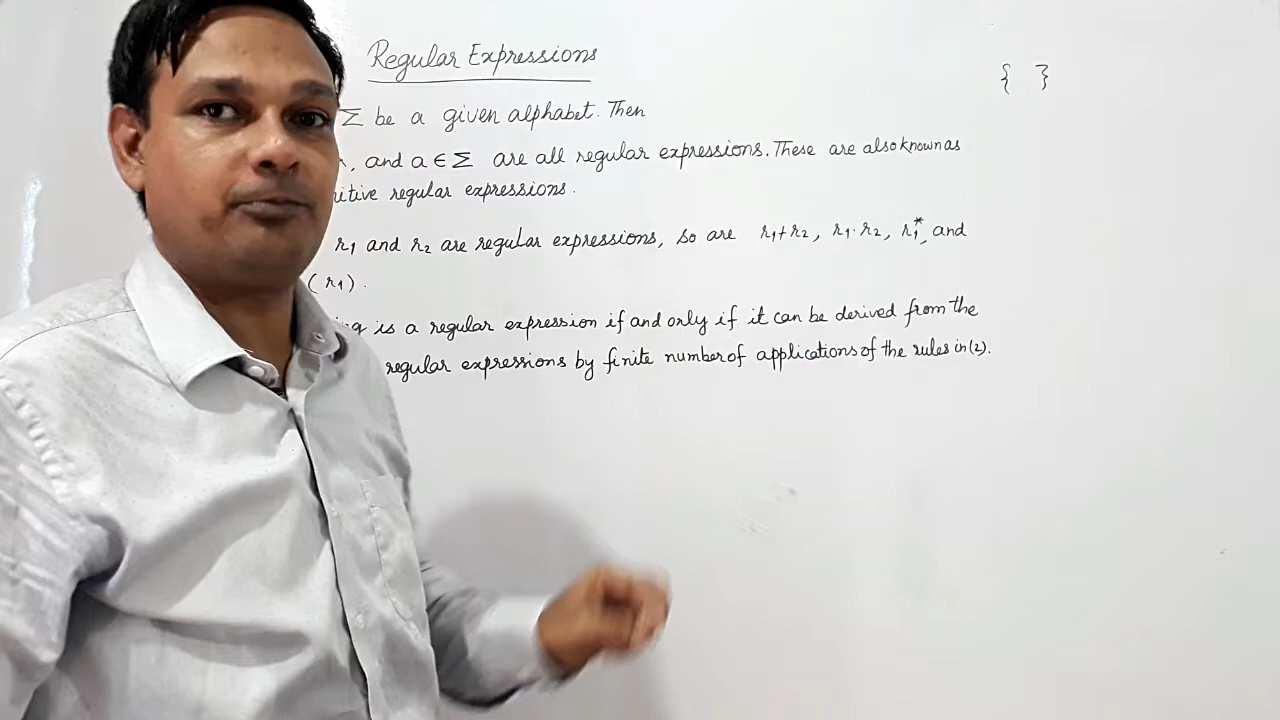 Regular Expressions
{ }
Σ be a given alphabet. Then
, and a ∈ Σ are all regular expressions. These are also known as
regular expressions.
r1 and r2 are regular expressions, so are r1+r2, r1·r2, r1*, and
(r1).
is a regular expression if and only if it can be derived from the
regular expressions by finite number of applications of the rules in (2).